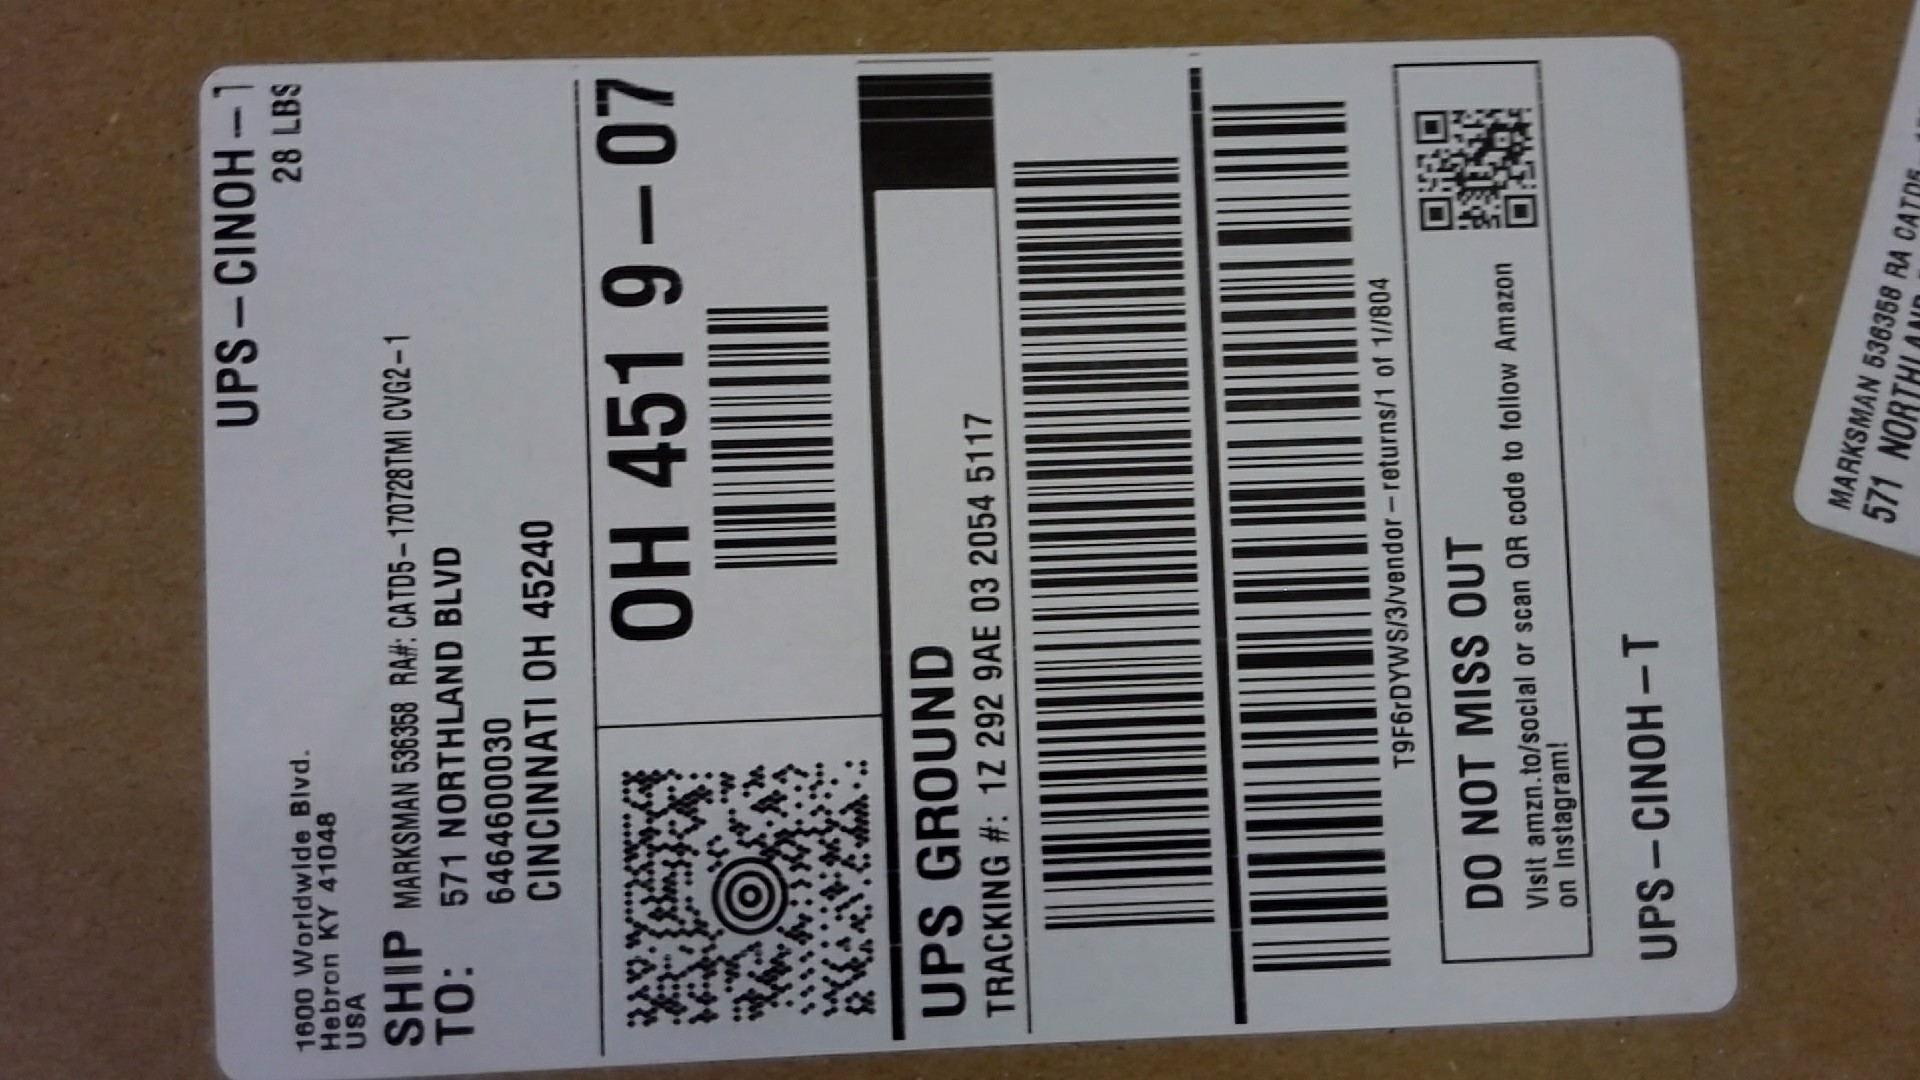 UPS-CINOH-1
28 LBS
1600 Worldwide Blvd.
Hebron KY 41048
USA
SHIP TO:
MARKSMAN 536358 RA#: CATD5-170728TMI CVG2-1
571 NORTHLAND BLVD
6464600030
CINCINNATI OH 45240
OH 451 9-07
UPS GROUND
TRACKING #: 1Z 292 9AE 03 2054 5117
T9F6rDYWS/3/vendor-returns/1 of 1//804
DO NOT MISS OUT
Visit amzn.to/social or scan QR code to follow Amazon
on Instagram!
UPS-CINOH-T
MARKSMAN 536358 RA CATD5
571 NORTHLAND